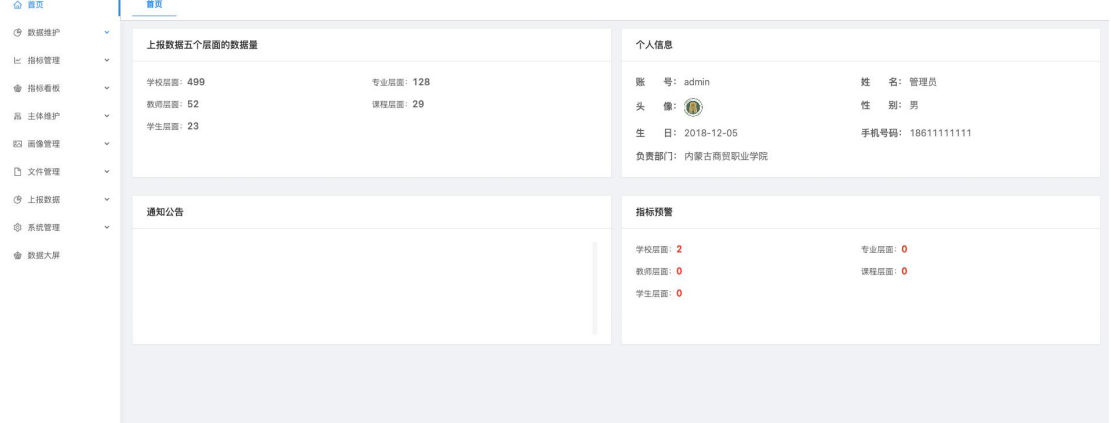 首页
数据维护
指标管理
指标看板
主体维护
画像管理
文件管理
上报数据
系统管理
数据大屏
首页
上报数据五个层面的数据量
学校层面：499
专业层面：128
教师层面：52
课程层面：29
学生层面：23
个人信息
账 号：admin
姓 名：管理员
头 像：
性 别：男
生 日：2018-12-05
手机号码：18611111111
负责部门：内蒙古商贸职业学院
通知公告
指标预警
学校层面：2
专业层面：0
教师层面：0
课程层面：0
学生层面：0